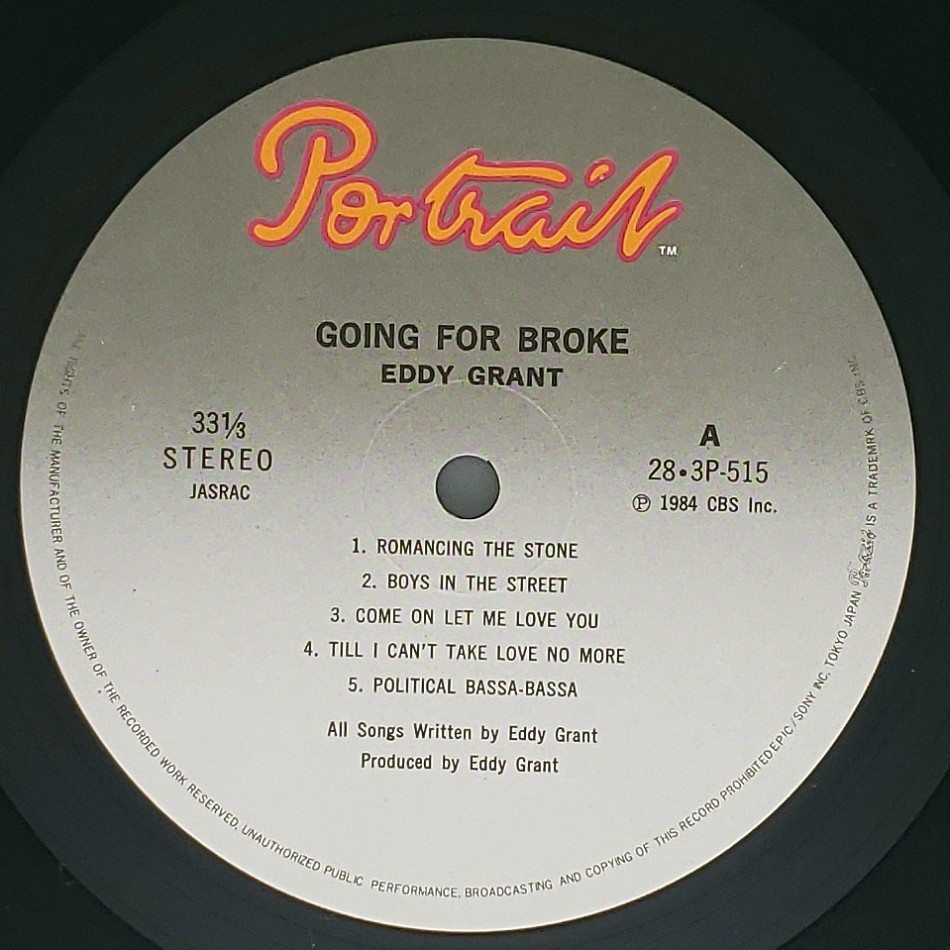 Portrait™
GOING FOR BROKE
EDDY GRANT
33⅓
STEREO
JASRAC
A
28•3P-515
Ⓟ 1984 CBS Inc.
1. ROMANCING THE STONE
2. BOYS IN THE STREET
3. COME ON LET ME LOVE YOU
4. TILL I CAN'T TAKE LOVE NO MORE
5. POLITICAL BASSA-BASSA
All Songs Written by Eddy Grant
Produced by Eddy Grant
ALL RIGHTS OF THE MANUFACTURER AND OF THE OWNER OF THE RECORDED WORK RESERVED. UNAUTHORIZED PUBLIC PERFORMANCE, BROADCASTING AND COPYING OF THIS RECORD PROHIBITED EPIC/SONY INC. TOKYO JAPAN Portrait IS A TRADEMRK OF CBS INC.